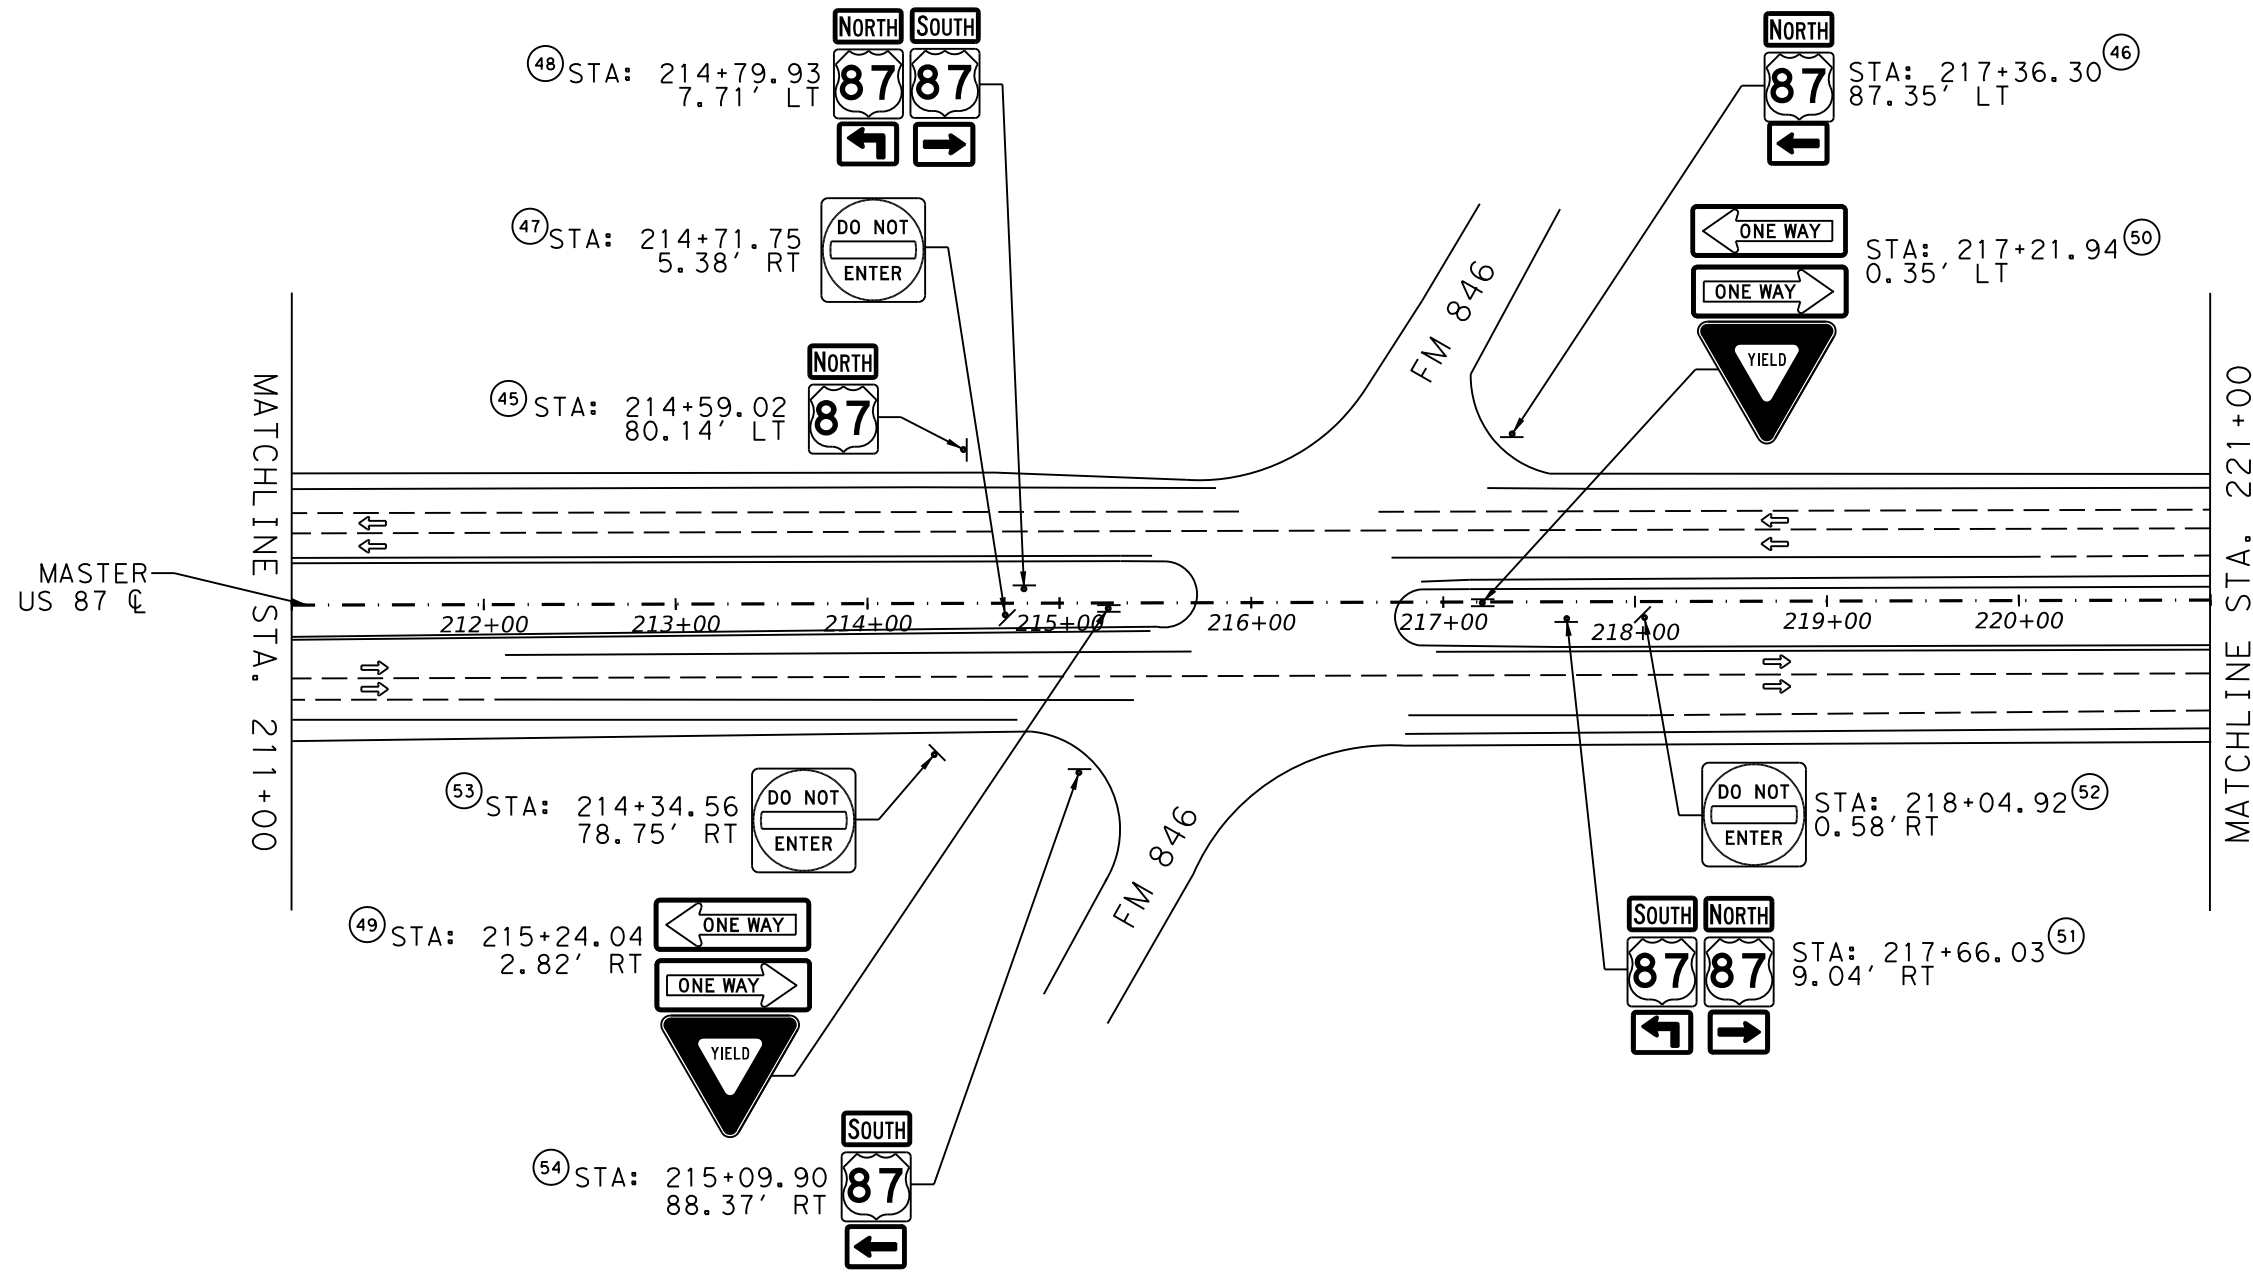 NORTH SOUTH
87 87
48 STA: 214+79.93
7.71' LT
NORTH
87
STA: 217+36.30 46
87.35' LT
47 STA: 214+71.75
5.38' RT
DO NOT
ENTER
ONE WAY
ONE WAY
YIELD
STA: 217+21.94 50
0.35' LT
NORTH
87
45 STA: 214+59.02
80.14' LT
FM 846
MATCHLINE STA. 211+00
MATCHLINE STA. 221+00
MASTER
US 87 ℄
212+00 213+00 214+00 215+00 216+00 217+00 218+00 219+00 220+00
53 STA: 214+34.56
78.75' RT
DO NOT
ENTER
FM 846
DO NOT
ENTER
STA: 218+04.92 52
0.58' RT
49 STA: 215+24.04
2.82' RT
ONE WAY
ONE WAY
YIELD
SOUTH NORTH
87 87
STA: 217+66.03 51
9.04' RT
SOUTH
87
54 STA: 215+09.90
88.37' RT